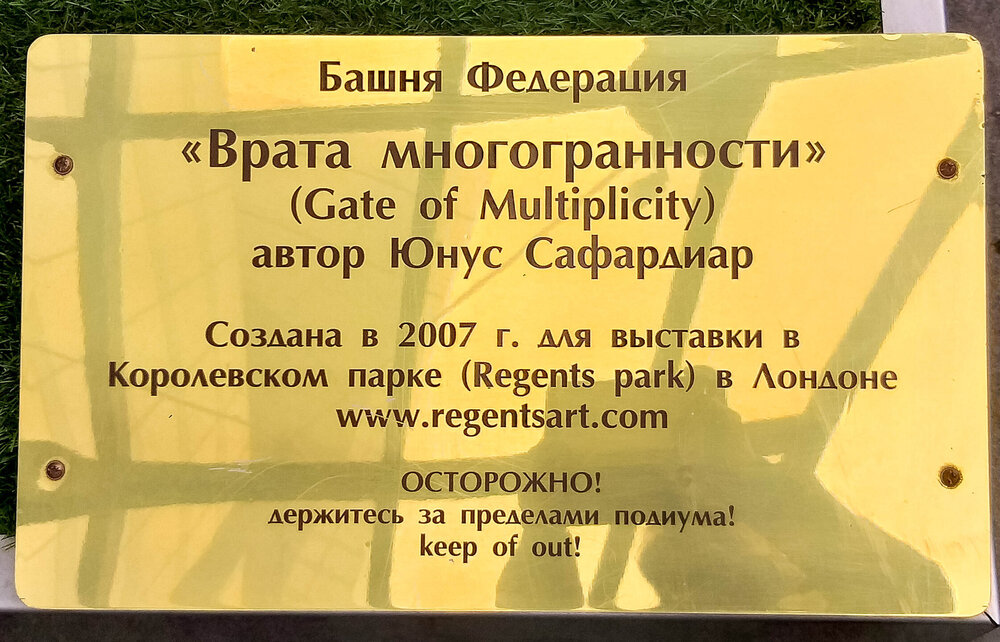 Башня Федерация
«Врата многогранности»
(Gate of Multiplicity)
автор Юнус Сафардиар
Создана в 2007 г. для выставки в
Королевском парке (Regents park) в Лондоне
www.regentsart.com
ОСТОРОЖНО!
держитесь за пределами подиума!
keep of out!